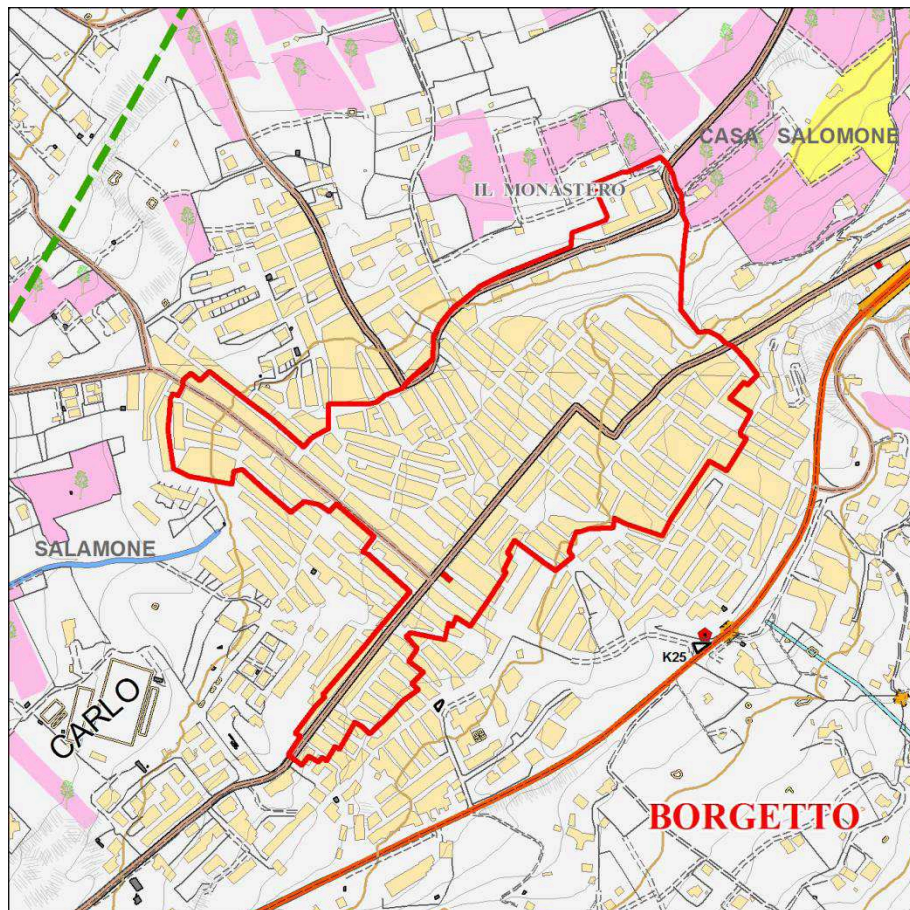 CASA SALOMONE
IL MONASTERO
SALAMONE
K25
CARLO
BORGETTO